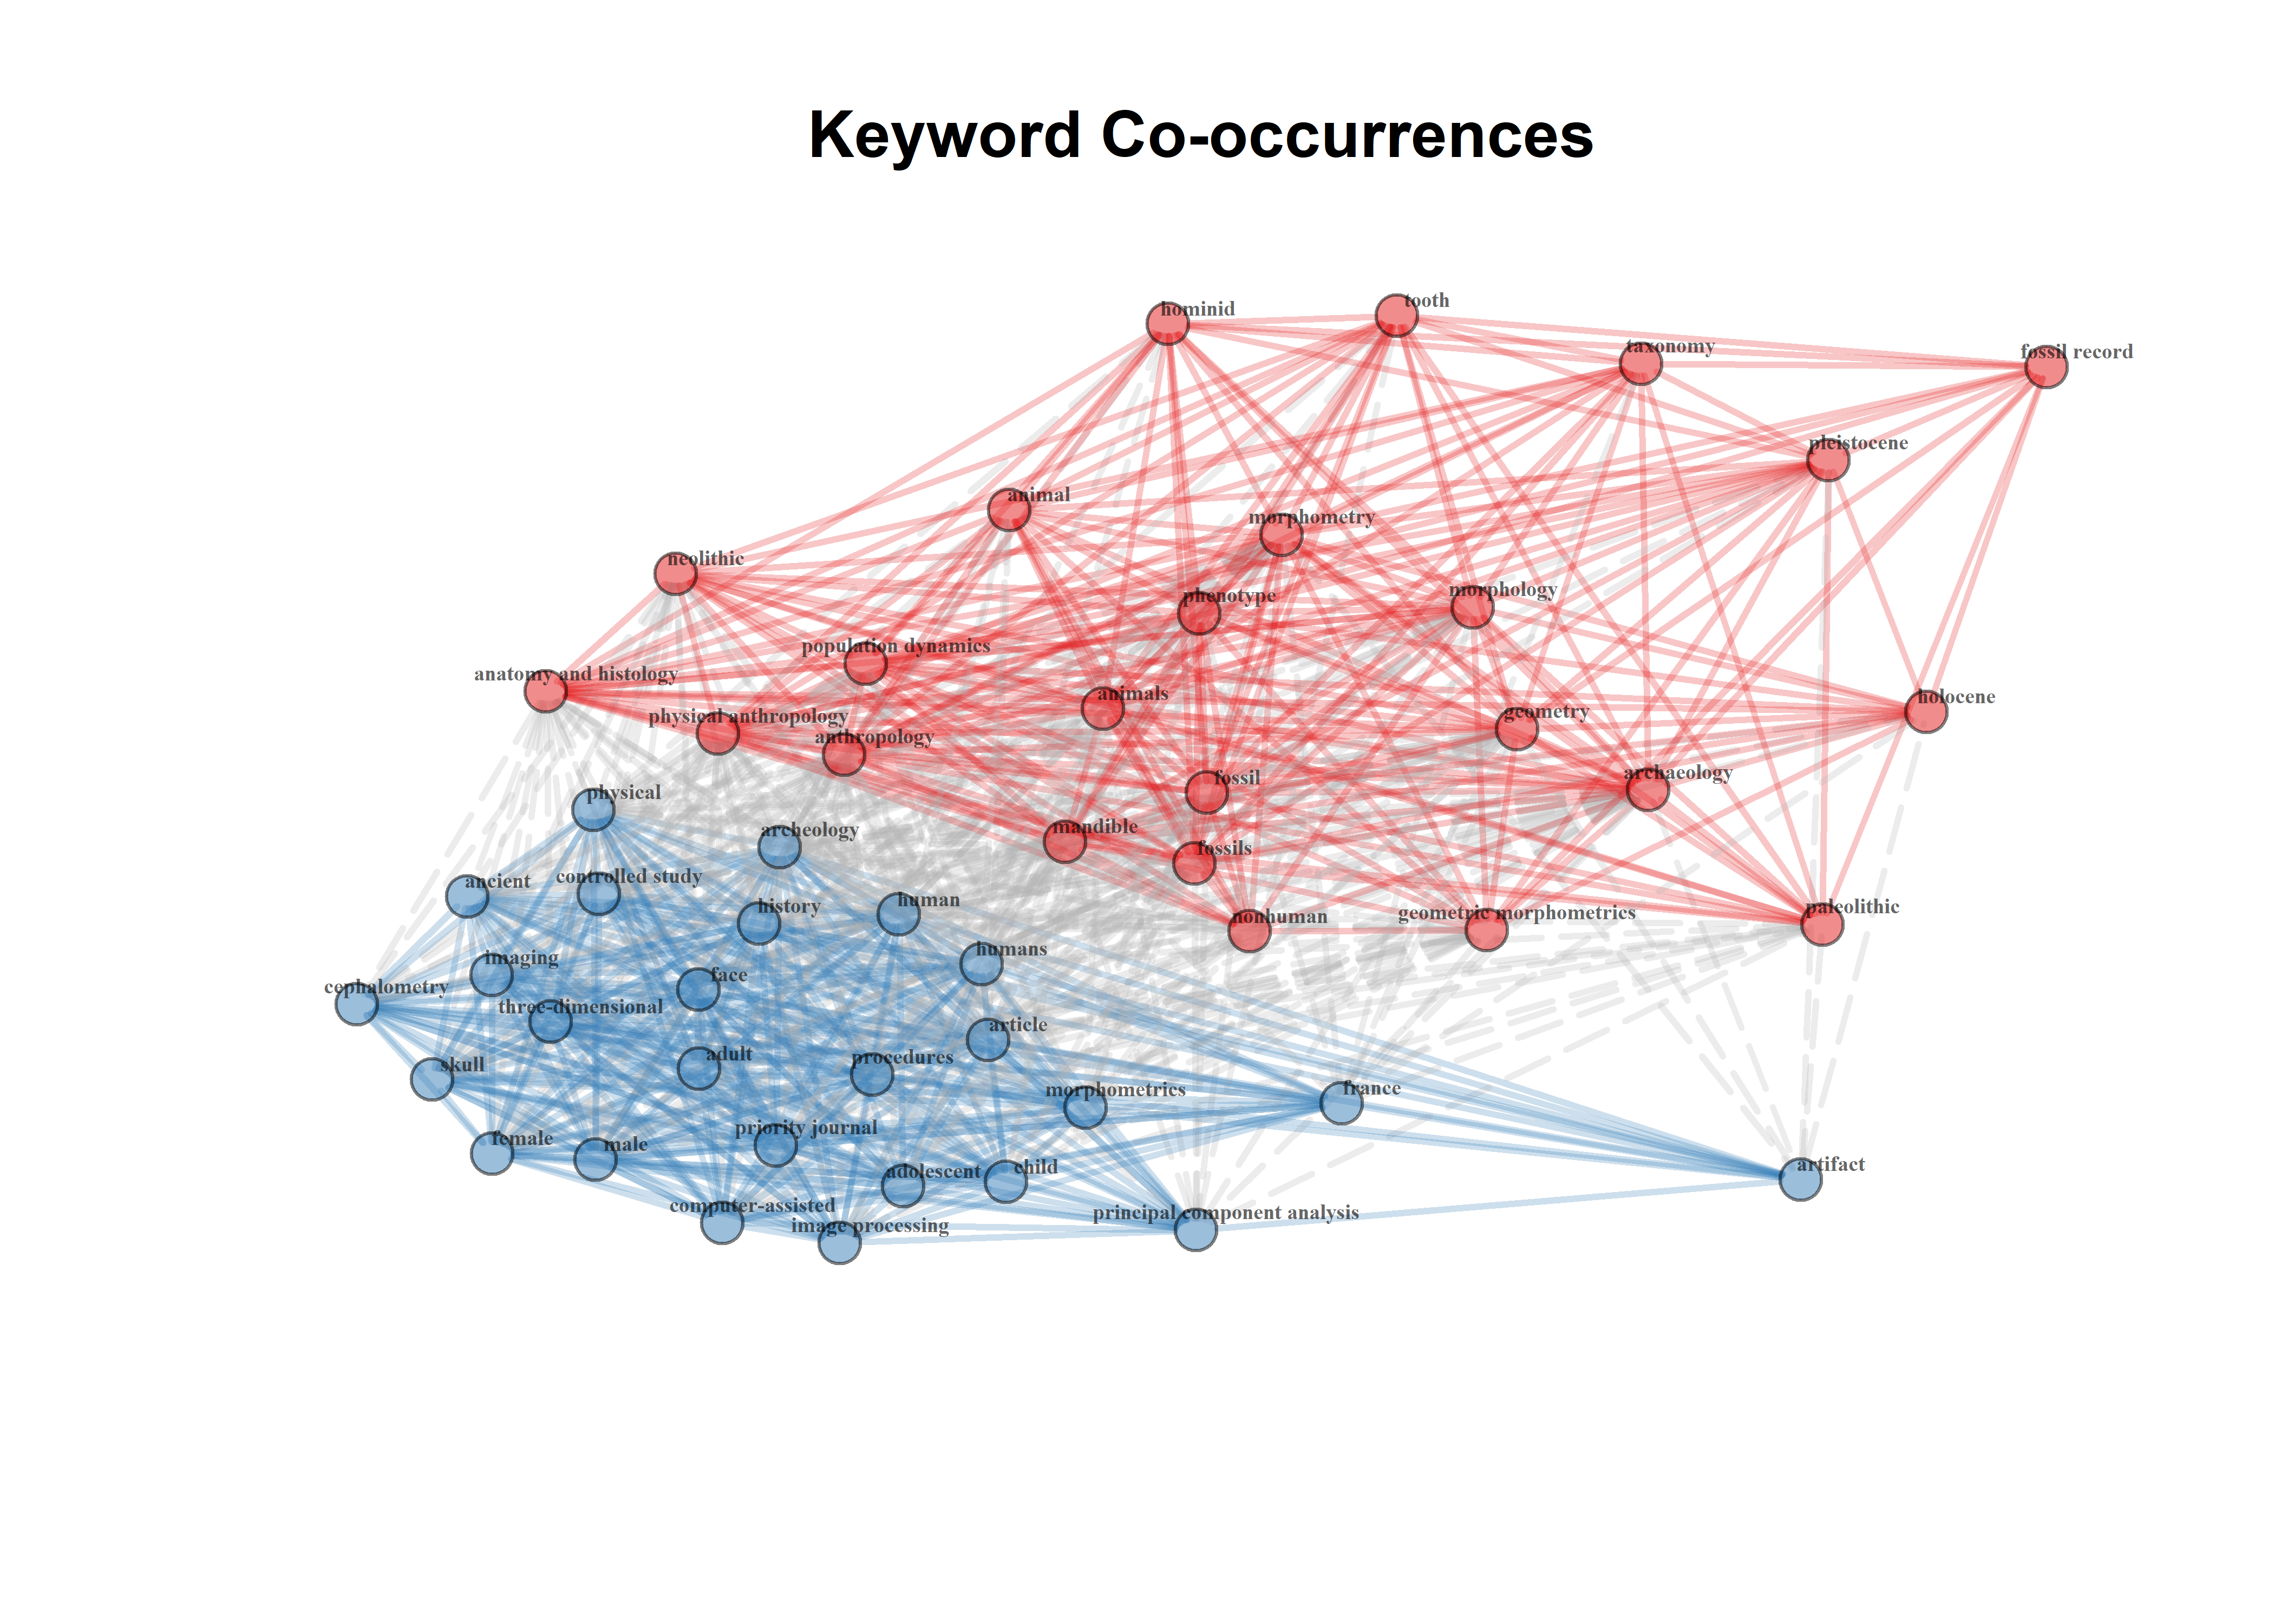 Keyword Co-occurrences
hominid
tooth
taxonomy
fossil record
pleistocene
animal
morphometry
neolithic
phenotype
morphology
population dynamics
anatomy and histology
animals
holocene
physical anthropology
geometry
anthropology
fossil
archaeology
physical
archeology
mandible
fossils
ancient
controlled study
history
human
nonhuman
geometric morphometrics
paleolithic
imaging
humans
face
cephalometry
three-dimensional
article
adult
procedures
skull
morphometrics
france
female
male
priority journal
adolescent
child
artifact
computer-assisted
image processing
principal component analysis